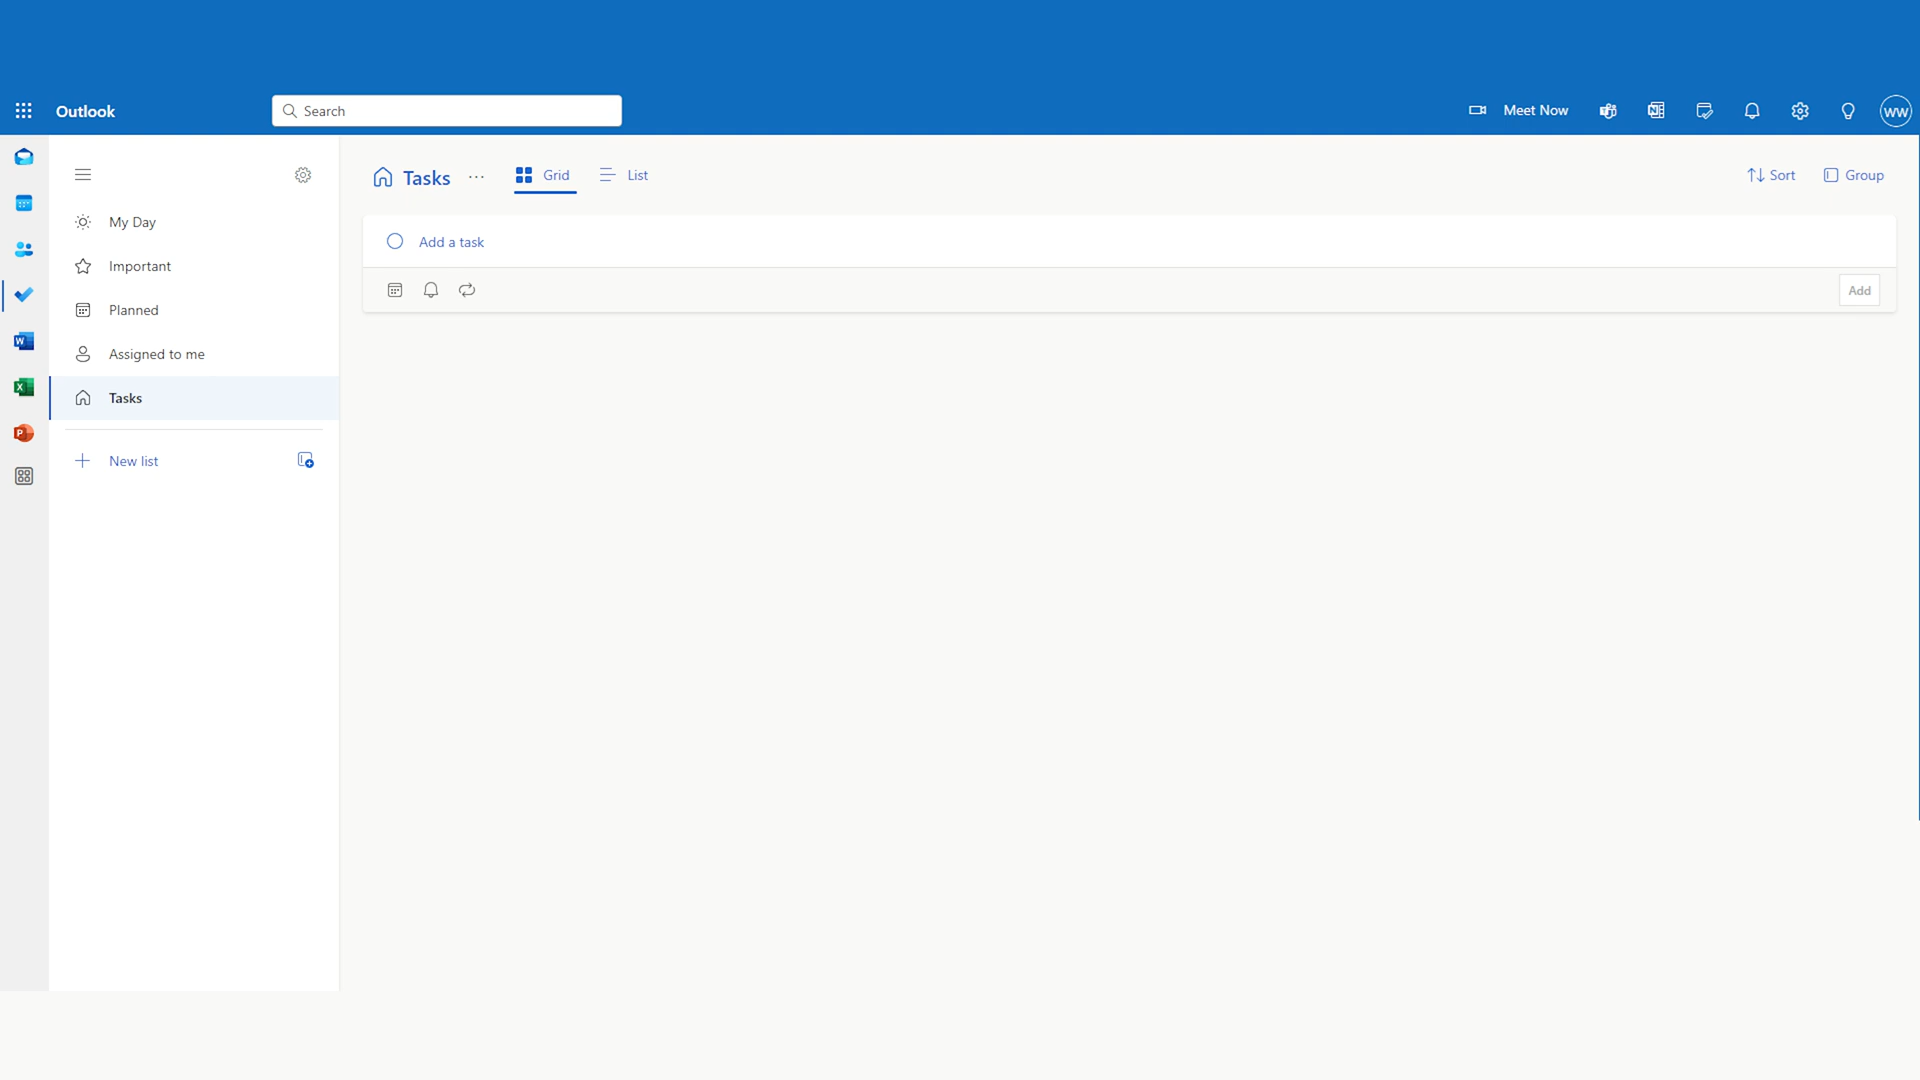 Outlook
Search
Meet Now
WW
Tasks
Grid
List
Sort
Group
My Day
Add a task
Important
Add
Planned
Assigned to me
Tasks
New list